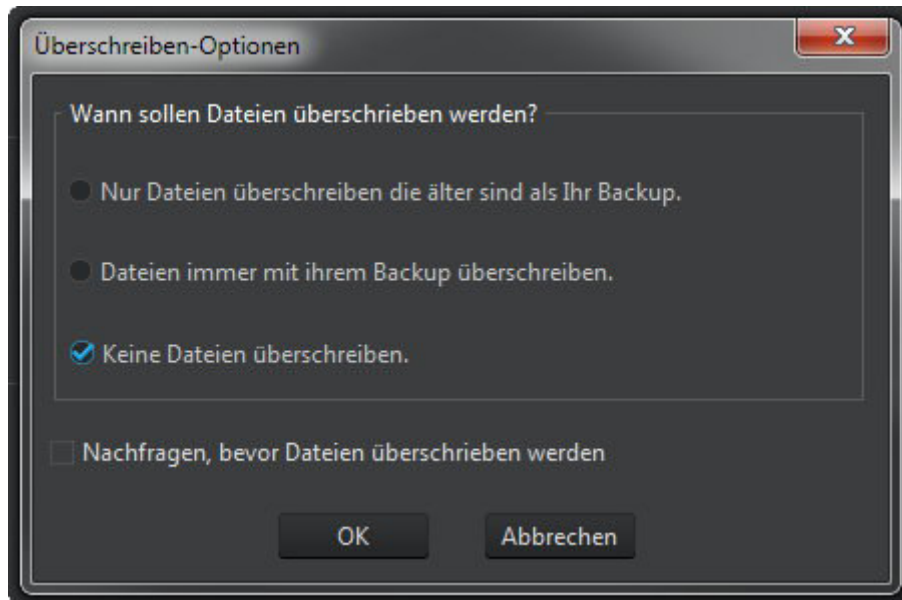 Überschreiben-Optionen
Wann sollen Dateien überschrieben werden?
Nur Dateien überschreiben die älter sind als Ihr Backup.
Dateien immer mit ihrem Backup überschreiben.
Keine Dateien überschreiben.
Nachfragen, bevor Dateien überschrieben werden
OK Abbrechen